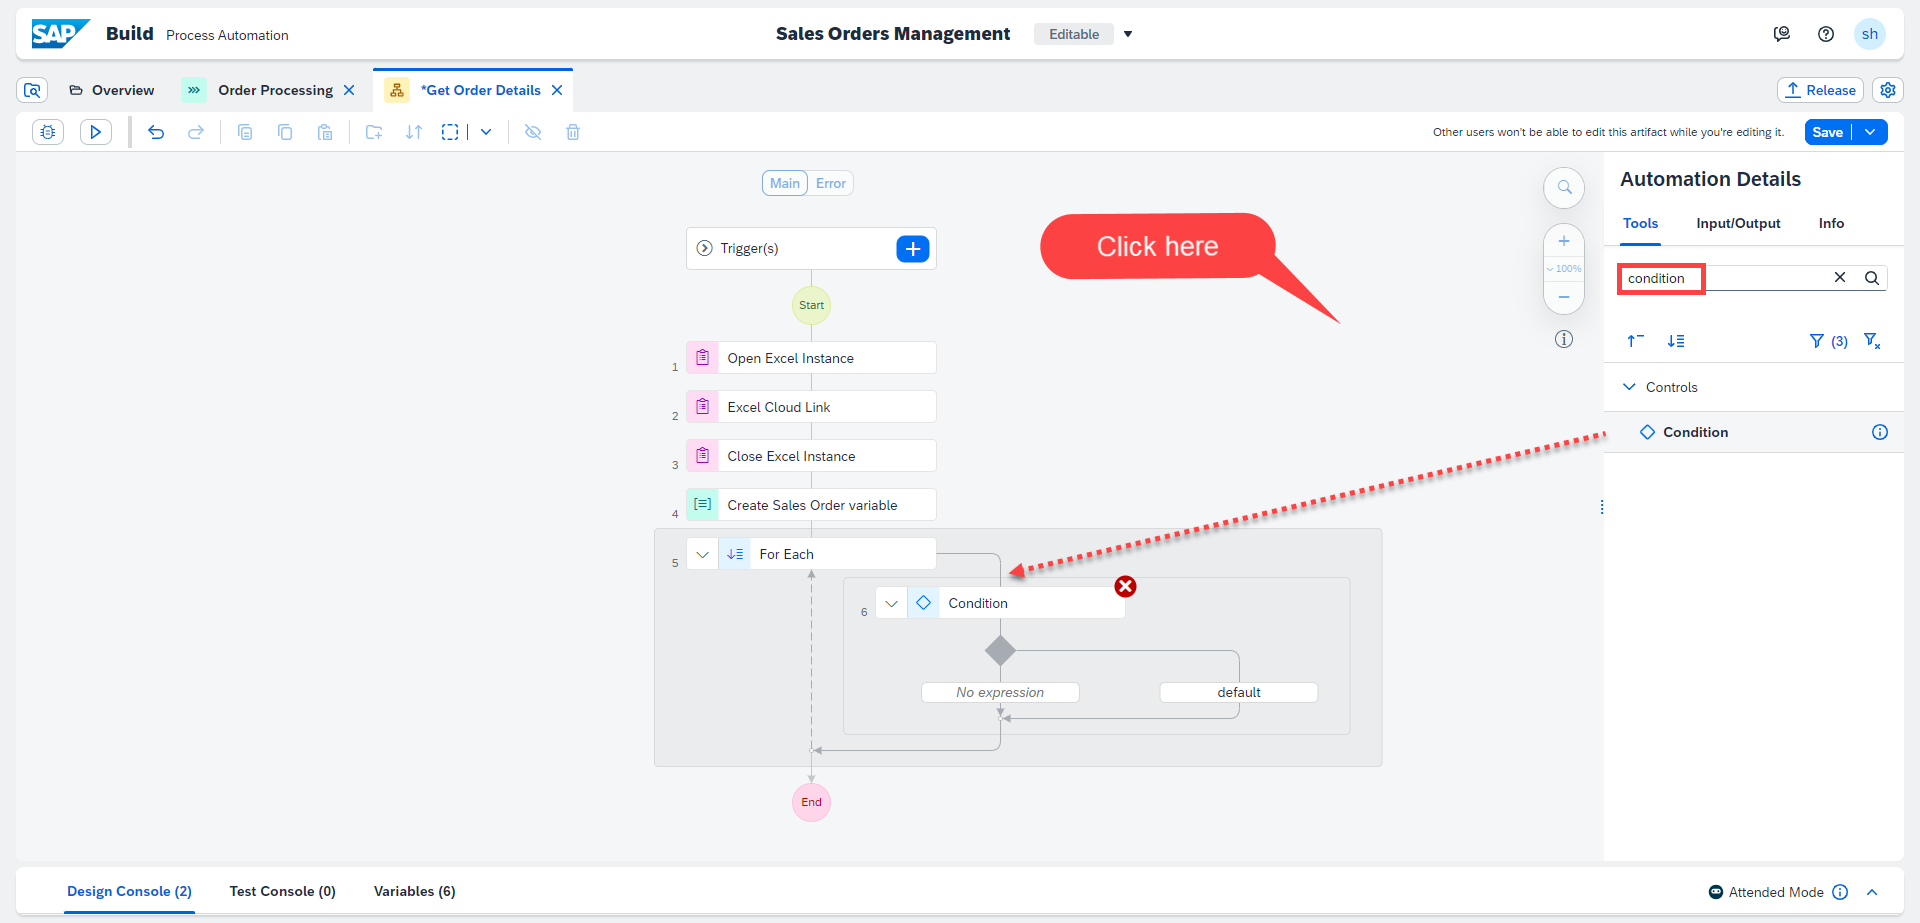 SAP Build Process Automation
Sales Orders Management
Editable
sh
Overview
Order Processing
*Get Order Details
Release
Other users won't be able to edit this artifact while you're editing it.
Save
Main
Error
Trigger(s)
Start
1
Open Excel Instance
2
Excel Cloud Link
3
Close Excel Instance
4
Create Sales Order variable
5
For Each
6
Condition
No expression
default
End
Click here
100%
Automation Details
Tools
Input/Output
Info
condition
(3)
Controls
Condition
Design Console (2)
Test Console (0)
Variables (6)
Attended Mode